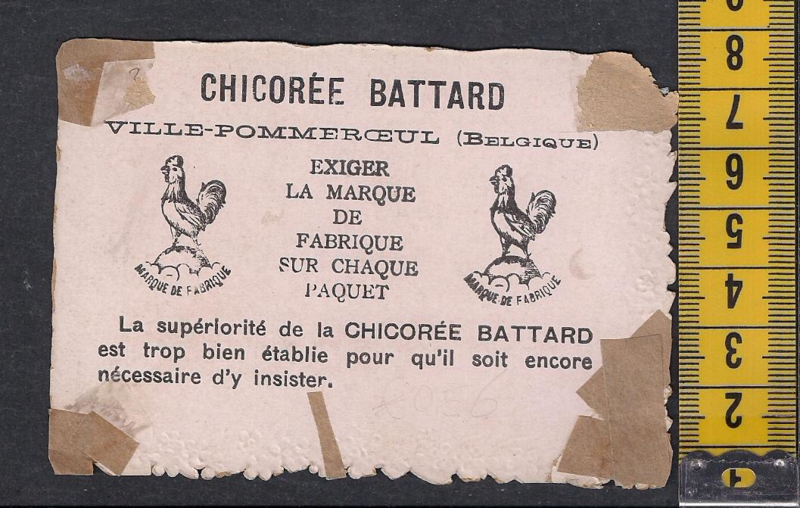 CHICORÉE BATTARD
VILLE-POMMERŒUL (BELGIQUE)
EXIGER
LA MARQUE
DE
FABRIQUE
SUR CHAQUE
PAQUET
MARQUE DE FABRIQUE
MARQUE DE FABRIQUE
La supériorité de la CHICORÉE BATTARD
est trop bien établie pour qu'il soit encore
nécessaire d'y insister.
9
8
7
6
5
4
3
2
1